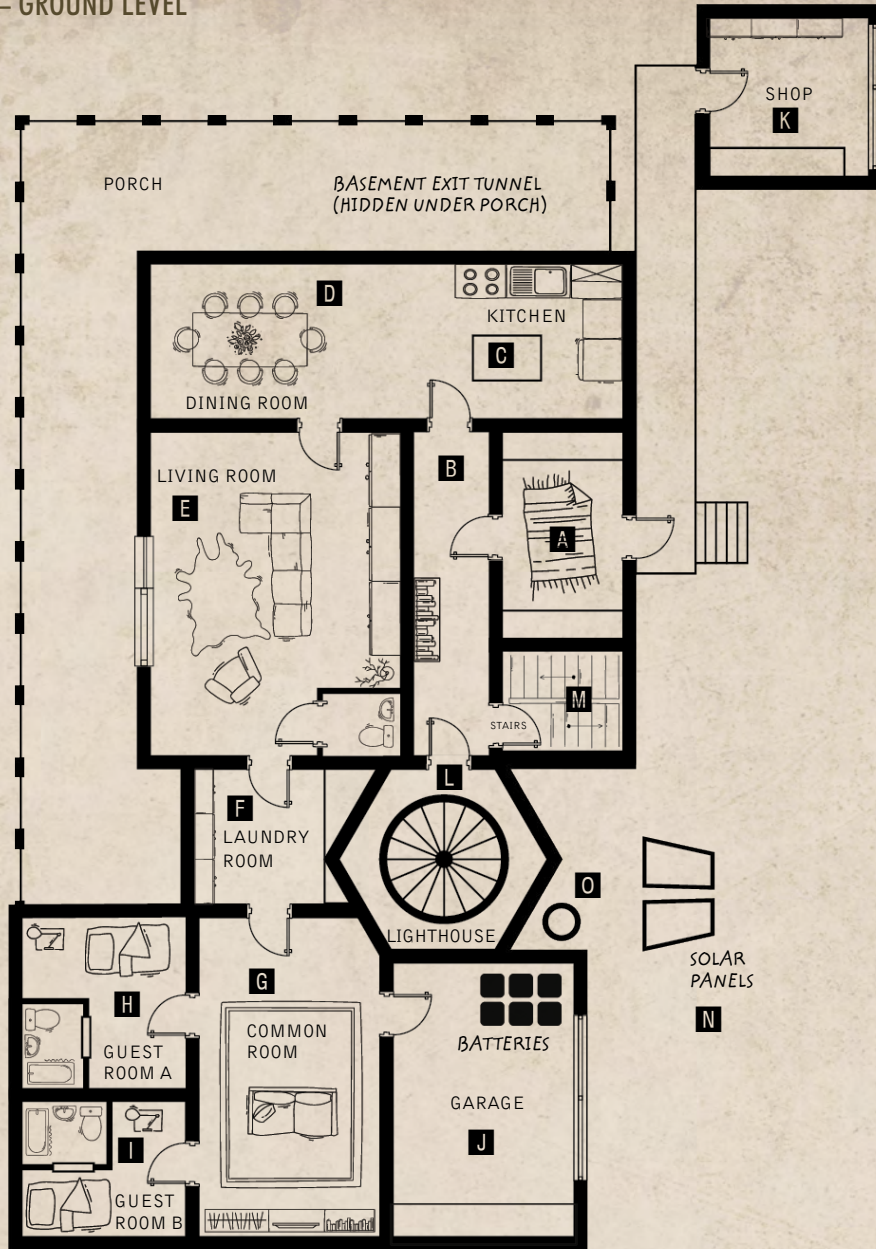 – GROUND LEVEL
SHOP
K
PORCH
BASEMENT EXIT TUNNEL
(HIDDEN UNDER PORCH)
D
KITCHEN
C
DINING ROOM
B
LIVING ROOM
E
A
M
STAIRS
L
F
LAUNDRY
ROOM
O
LIGHTHOUSE
SOLAR
PANELS
N
G
H
COMMON
ROOM
GUEST
ROOM A
BATTERIES
GARAGE
J
I
GUEST
ROOM B